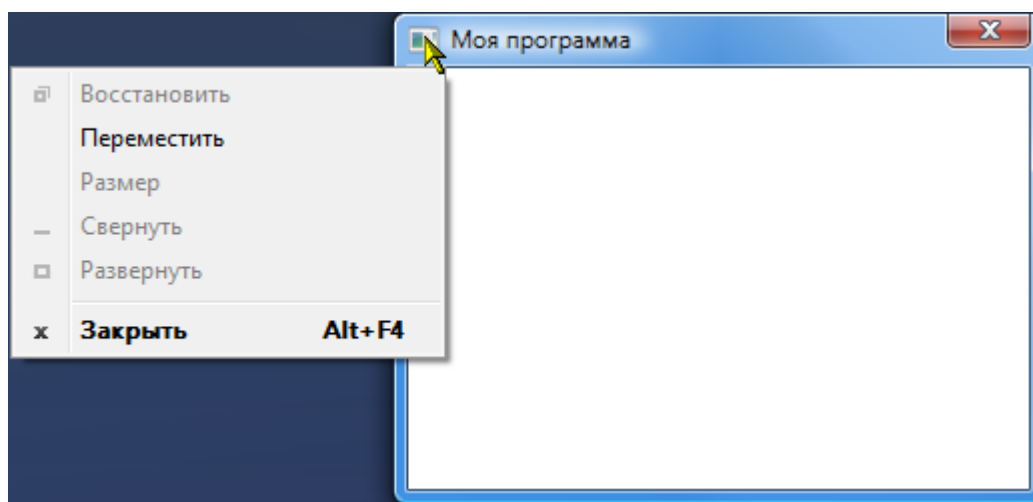 Моя программа
Восстановить
Переместить
Размер
Свернуть
Развернуть
Закрыть Alt+F4